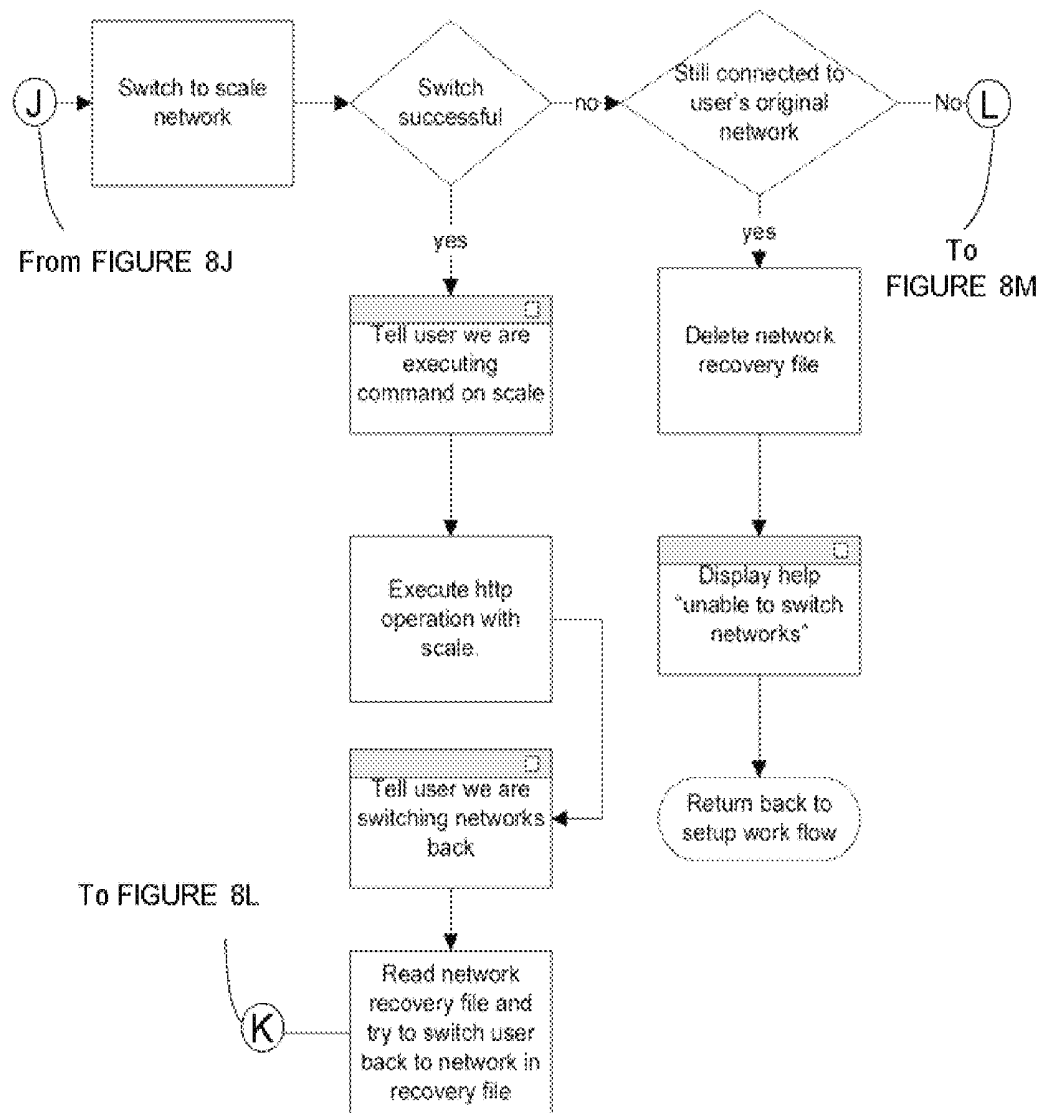 J
Switch to scale
network
Switch
successful
no
Still connected to
user's original
network
No
L
From FIGURE 8J
yes
yes
To
FIGURE 8M
Tell user we are
executing
command on scale
Delete network
recovery file
Execute http
operation with
scale.
Display help
"unable to switch
networks"
Tell user we are
switching networks
back
Return back to
setup work flow
To FIGURE 8L
K
Read network
recovery file and
try to switch user
back to network in
recovery file